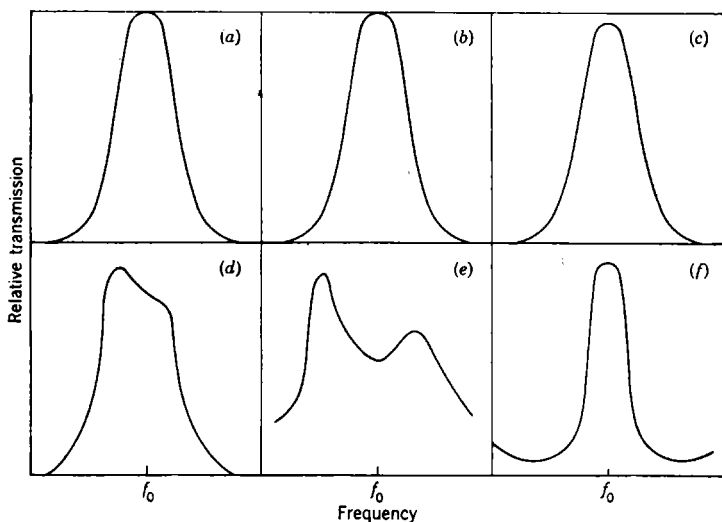 (a)
(b)
(c)
Relative transmission
(d)
(e)
(f)
f₀
f₀
f₀
Frequency